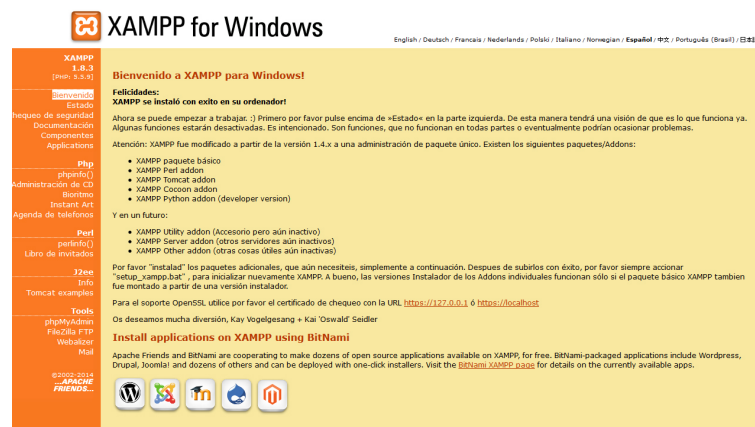 XAMPP for Windows
English / Deutsch / Francais / Nederlands / Polski / Italiano / Norwegian / Español / 中文 / Português (Brasil) / 日本語
XAMPP
1.8.3
[PHP: 5.5.9]
Bienvenido
Estado
hequeo de seguridad
Documentación
Componentes
Applications
Php
phpinfo()
Administración de CD
Bioritmo
Instant Art
Agenda de telefonos
Perl
perlinfo()
Libro de invitados
J2ee
Info
Tomcat examples
Tools
phpMyAdmin
FileZilla FTP
Webalizer
Mail
©2002-2014
...APACHE
FRIENDS...
Bienvenido a XAMPP para Windows!
Felicidades:
XAMPP se instaló con exito en su ordenador!
Ahora se puede empezar a trabajar. :) Primero por favor pulse encima de »Estado« en la parte izquierda. De esta manera tendrá una visión de que es lo que funciona ya.
Algunas funciones estarán desactivadas. Es intencionado. Son funciones, que no funcionan en todas partes o eventualmente podrían ocasionar problemas.
Atención: XAMPP fue modificado a partir de la versión 1.4.x a una administración de paquete único. Existen los siguientes paquetes/Addons:
• XAMPP paquete básico
• XAMPP Perl addon
• XAMPP Tomcat addon
• XAMPP Cocoon addon
• XAMPP Python addon (developer version)
Y en un futuro:
• XAMPP Utility addon (Accesorio pero aún inactivo)
• XAMPP Server addon (otros servidores aún inactivos)
• XAMPP Other addon (otras cosas útiles aún inactivas)
Por favor "instalad" los paquetes adicionales, que aún necesiteis, simplemente a continuación. Despues de subirlos con éxito, por favor siempre accionar
"setup_xampp.bat" , para inicializar nuevamente XAMPP. A bueno, las versiones Instalador de los Addons individuales funcionan sólo si el paquete básico XAMPP tambien
fue montado a partir de una versión instalador.
Para el soporte OpenSSL utilice por favor el certificado de chequeo con la URL https://127.0.0.1 ó https://localhost
Os deseamos mucha diversión, Kay Vogelgesang + Kai 'Oswald' Seidler
Install applications on XAMPP using BitNami
Apache Friends and BitNami are cooperating to make dozens of open source applications available on XAMPP, for free. BitNami-packaged applications include Wordpress,
Drupal, Joomla! and dozens of others and can be deployed with one-click installers. Visit the BitNami XAMPP page for details on the currently available apps.